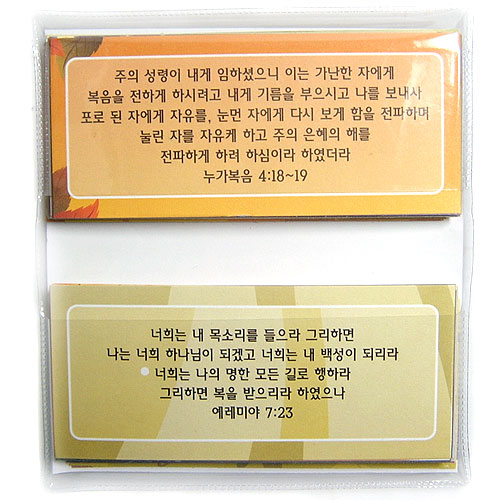 주의 성령이 내게 임하셨으니 이는 가난한 자에게
복음을 전하게 하시려고 내게 기름을 부으시고 나를 보내사
포로 된 자에게 자유를, 눈먼 자에게 다시 보게 함을 전파하며
눌린 자를 자유케 하고 주의 은혜의 해를
전파하게 하려 하심이라 하였더라
누가복음 4:18~19
너희는 내 목소리를 들으라 그리하면
나는 너희 하나님이 되겠고 너희는 내 백성이 되리라
너희는 나의 명한 모든 길로 행하라
그리하면 복을 받으리라 하였으나
예레미야 7:23